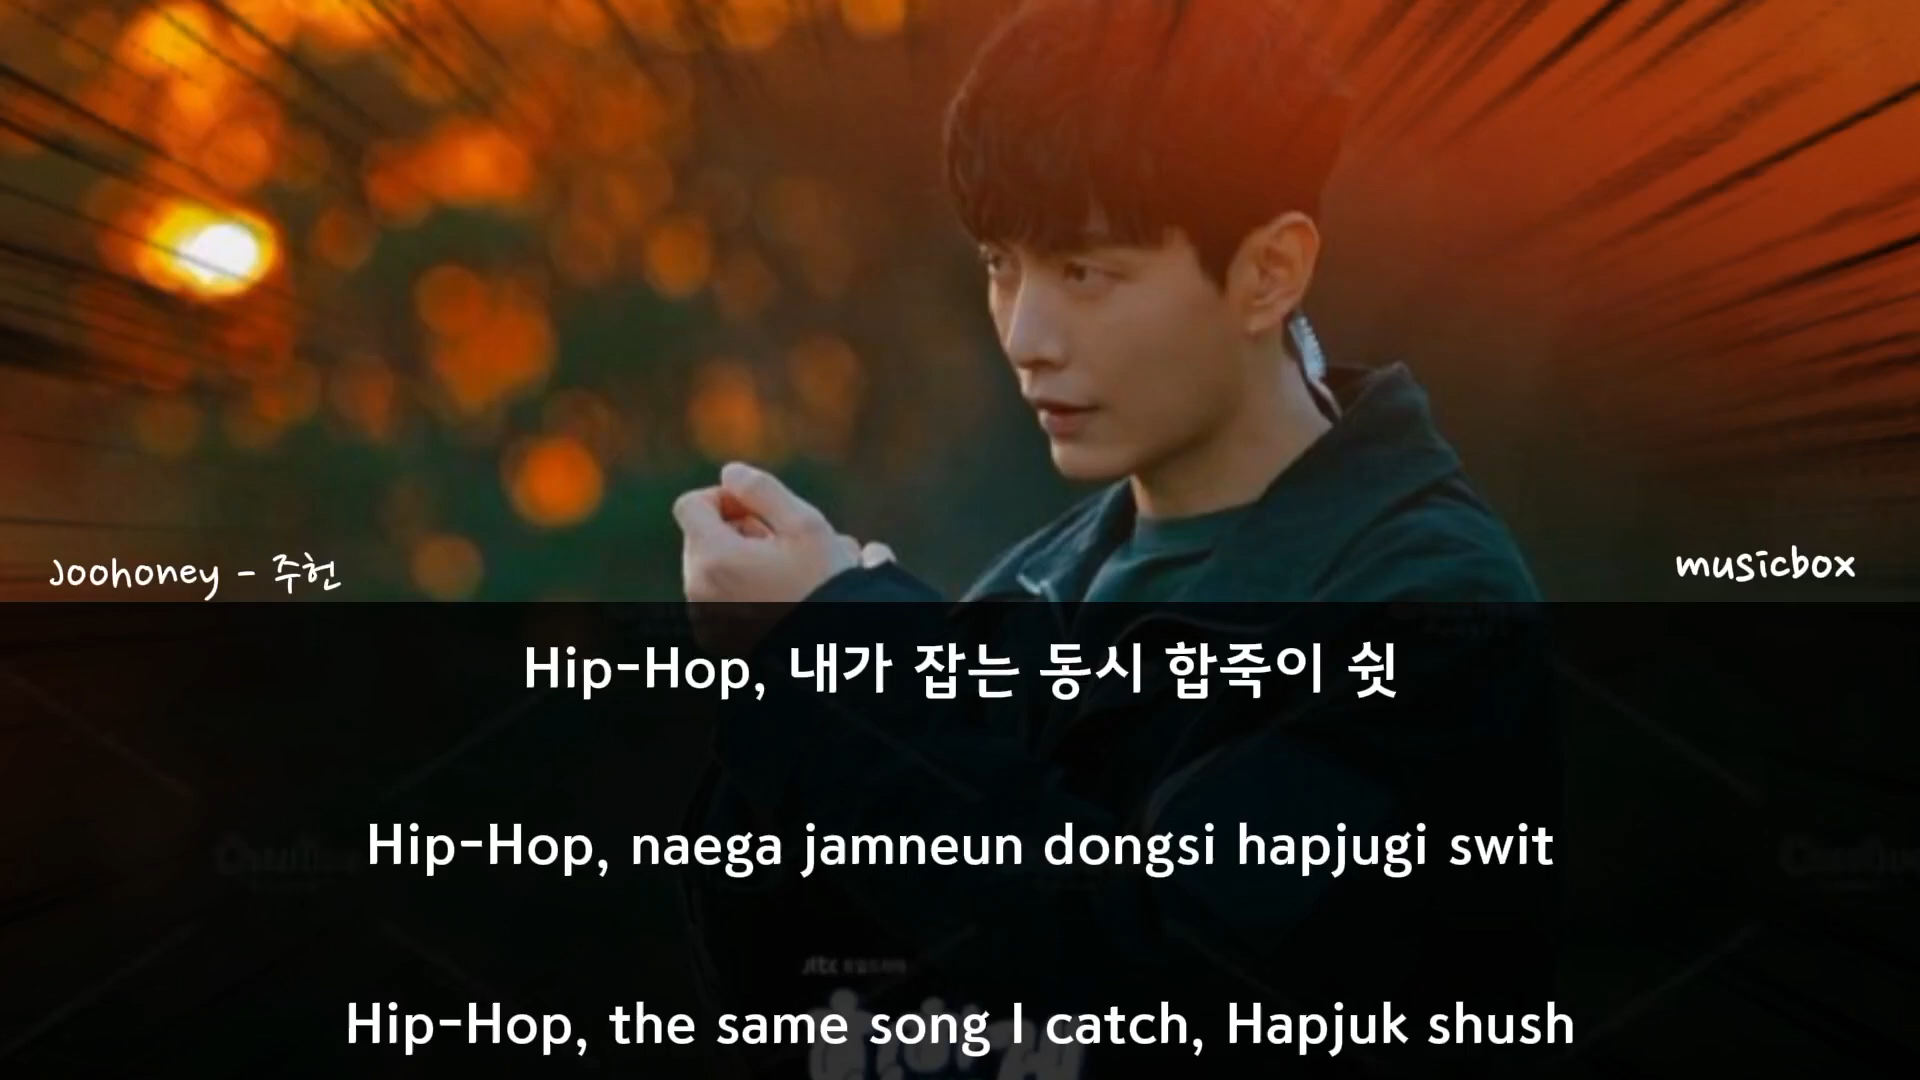 Joohoney - 주헌
musicbox
Hip-Hop, 내가 잡는 동시 합죽이 쉿
Hip-Hop, naega jamneun dongsi hapjugi swit
Hip-Hop, the same song I catch, Hapjuk shush